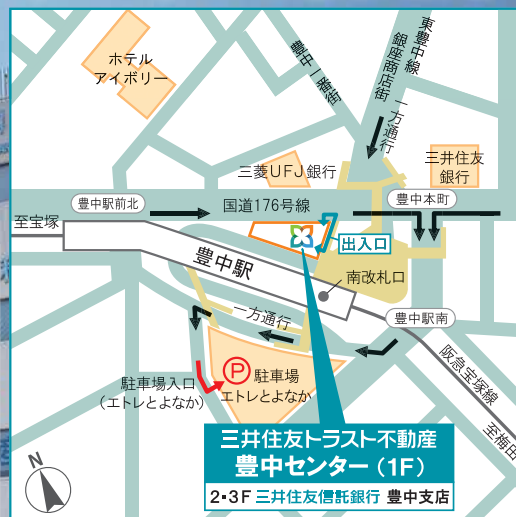 ホテル
アイボリー
豊中一番街
東豊中線
銀座商店街
一方通行
三菱UFJ銀行
三井住友
銀行
豊中駅前北
国道176号線
豊中本町
至宝塚
出入口
豊中駅
南改札口
一方通行
豊中駅南
阪急宝塚線
至梅田
P
駐車場
エトレとよなか
駐車場入口
(エトレとよなか)
三井住友トラスト不動産
豊中センター(1F)
2・3F 三井住友信託銀行 豊中支店
N